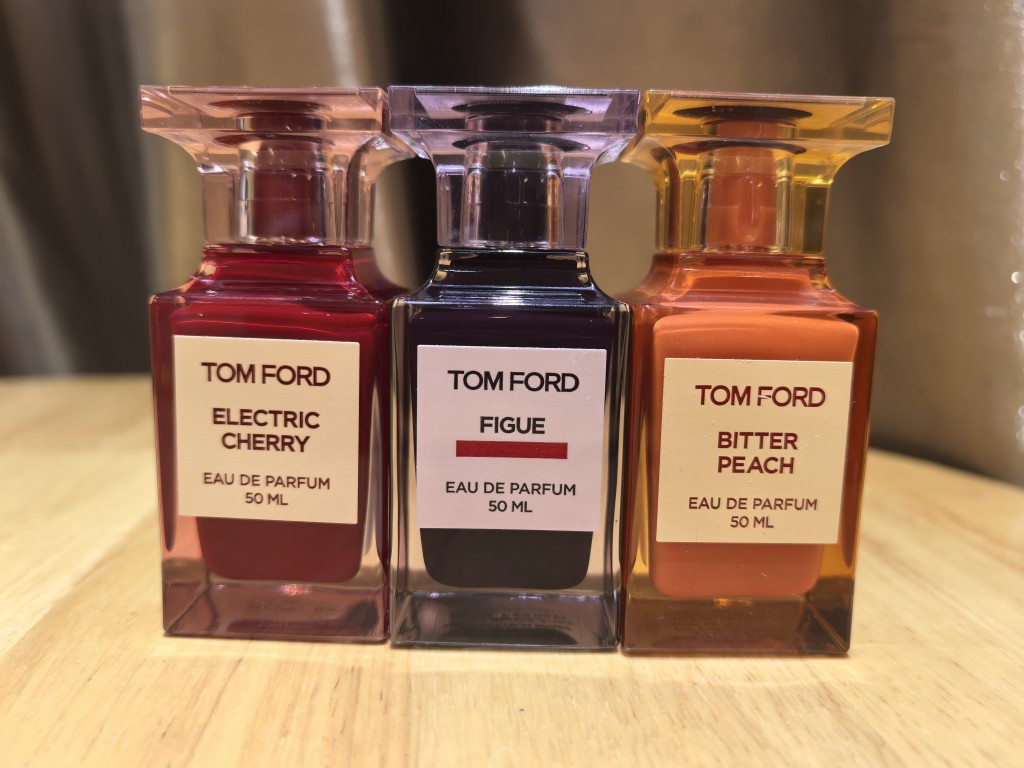 TOM FORD
ELECTRIC
CHERRY
EAU DE PARFUM
50 ML
TOM FORD
FIGUE
EAU DE PARFUM
50 ML
TOM FORD
BITTER
PEACH
EAU DE PARFUM
50 ML